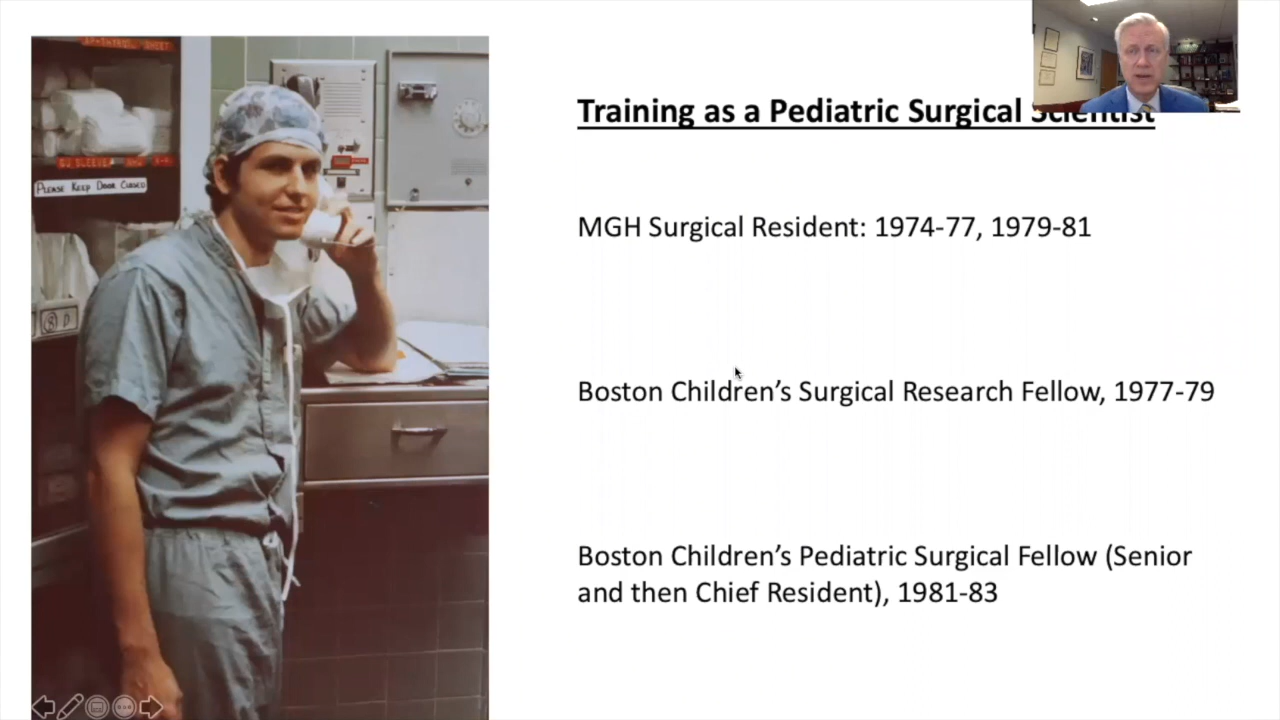 Training as a Pediatric Surgical Scientist
MGH Surgical Resident: 1974-77, 1979-81
Boston Children’s Surgical Research Fellow, 1977-79
Boston Children’s Pediatric Surgical Fellow (Senior
and then Chief Resident), 1981-83
PLEASE KEEP DOOR CLOSED